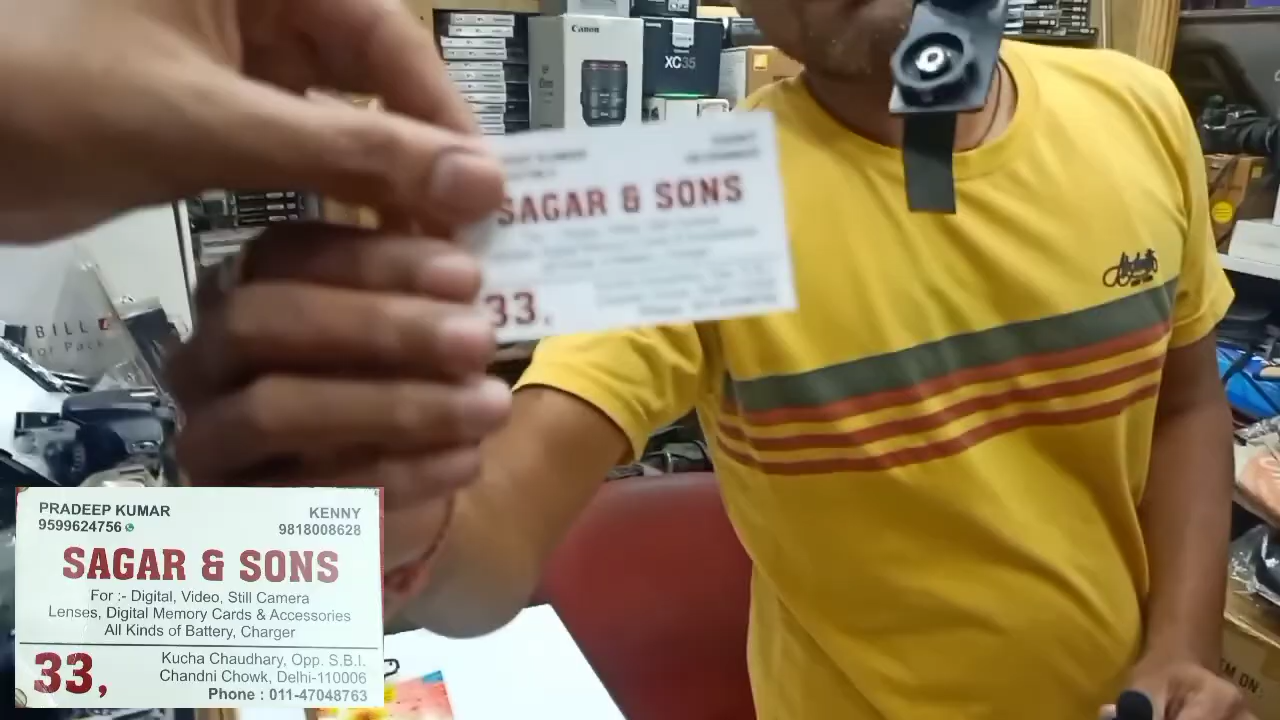 Canon
XC35
SAGAR & SONS
33.
BILL
PRADEEP KUMAR
KENNY
9599624756
9818008628
SAGAR & SONS
For :- Digital, Video, Still Camera
Lenses, Digital Memory Cards & Accessories
All Kinds of Battery, Charger
33,
Kucha Chaudhary, Opp. S.B.I.
Chandni Chowk, Delhi-110006
Phone : 011-47048763